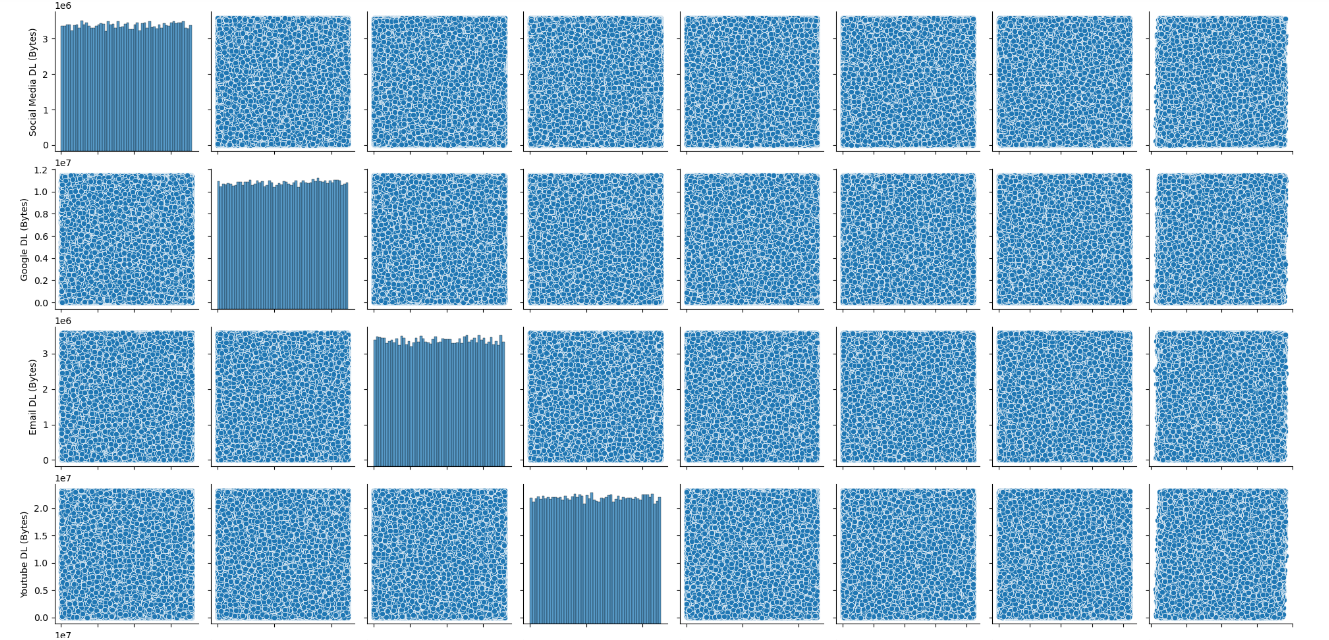 1e6
Social Media DL (Bytes)
3
2
1
0
1e7
Google DL (Bytes)
1.2
1.0
0.8
0.6
0.4
0.2
0.0
1e6
Email DL (Bytes)
3
2
1
0
1e7
Youtube DL (Bytes)
2.0
1.5
1.0
0.5
0.0
1e7